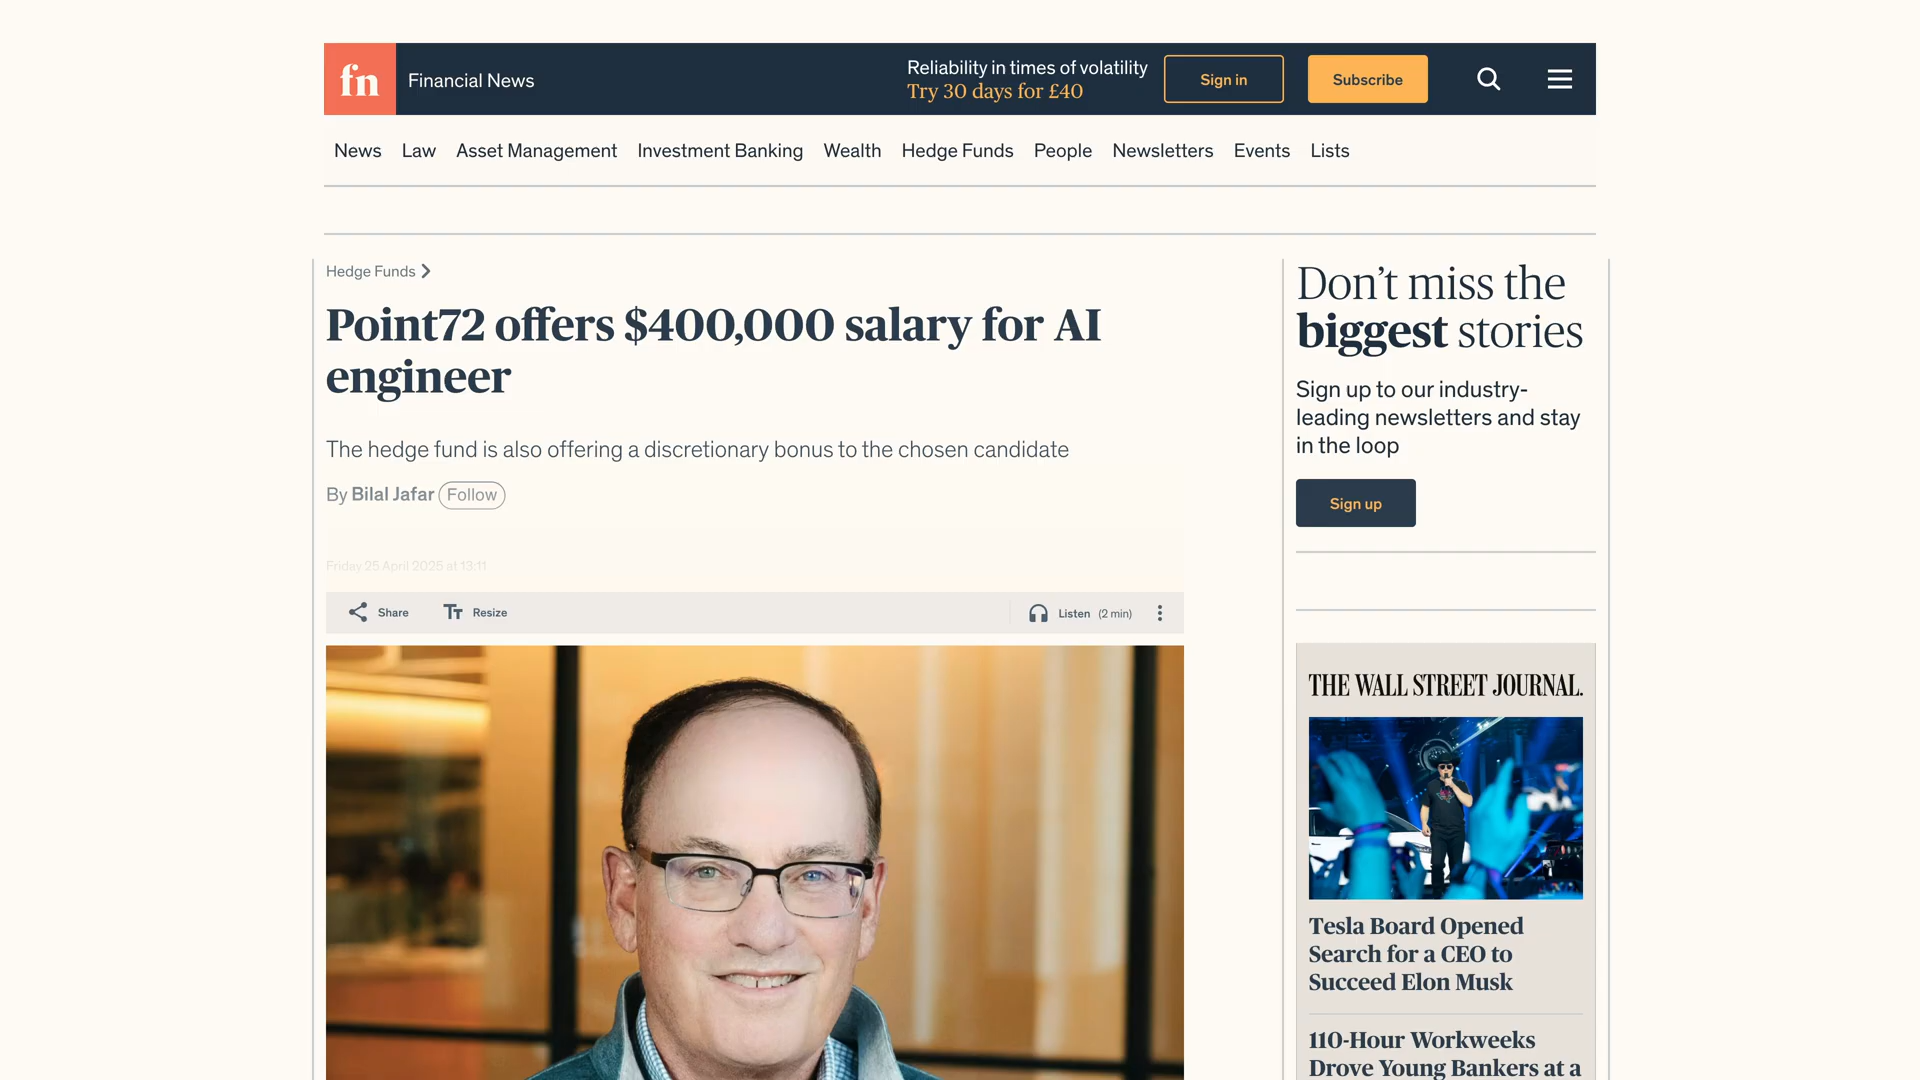 fn
Financial News
Reliability in times of volatility
Try 30 days for £40
Sign in
Subscribe
News Law Asset Management Investment Banking Wealth Hedge Funds People Newsletters Events Lists
Hedge Funds
Point72 offers $400,000 salary for AI
engineer
The hedge fund is also offering a discretionary bonus to the chosen candidate
By Bilal Jafar Follow
Friday 25 April 2025 at 13:11
Share
Resize
Listen (2 min)
Don't miss the
biggest stories
Sign up to our industry-
leading newsletters and stay
in the loop
Sign up
THE WALL STREET JOURNAL.
Tesla Board Opened
Search for a CEO to
Succeed Elon Musk
110-Hour Workweeks
Drove Young Bankers at a